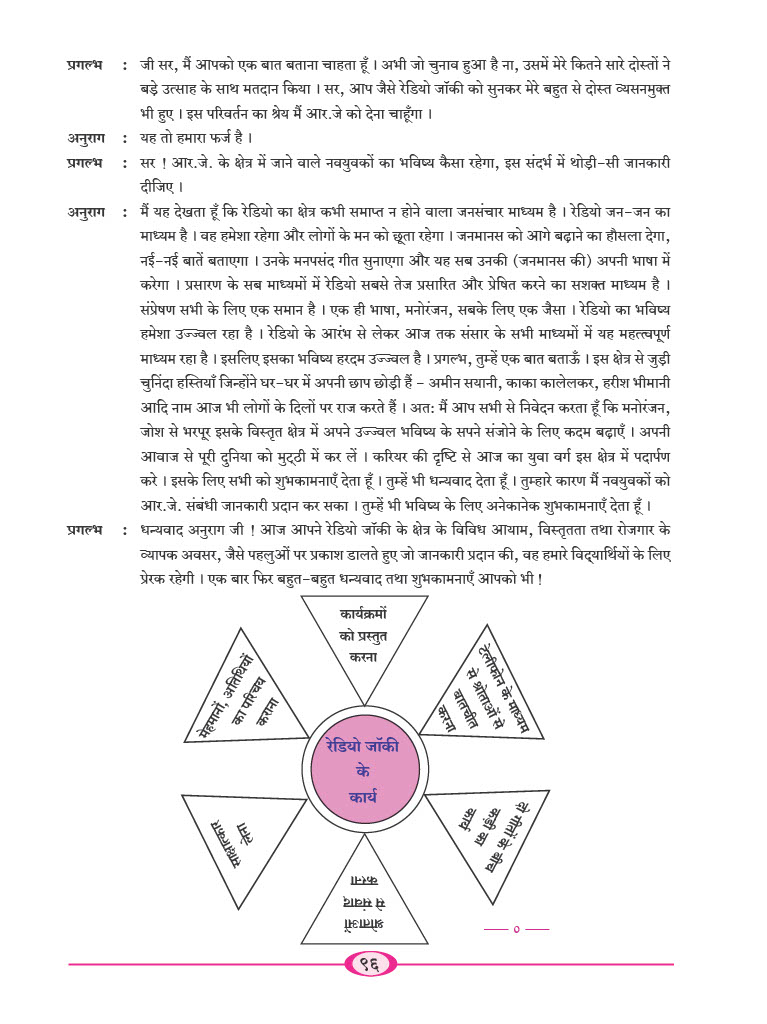 प्रगल्भ : जी सर, मैं आपको एक बात बताना चाहता हूँ । अभी जो चुनाव हुआ है ना, उसमें मेरे कितने सारे दोस्तों ने
बड़े उत्साह के साथ मतदान किया । सर, आप जैसे रेडियो जॉकी को सुनकर मेरे बहुत से दोस्त व्यसनमुक्त
भी हुए । इस परिवर्तन का श्रेय मैं आर.जे को देना चाहूँगा ।
अनुराग : यह तो हमारा फर्ज है ।
प्रगल्भ : सर ! आर.जे. के क्षेत्र में जाने वाले नवयुवकों का भविष्य कैसा रहेगा, इस संदर्भ में थोड़ी-सी जानकारी
दीजिए ।
अनुराग : मैं यह देखता हूँ कि रेडियो का क्षेत्र कभी समाप्त न होने वाला जनसंचार माध्यम है । रेडियो जन-जन का
माध्यम है । वह हमेशा रहेगा और लोगों के मन को छूता रहेगा । जनमानस को आगे बढ़ाने का हौसला देगा,
नई-नई बातें बताएगा । उनके मनपसंद गीत सुनाएगा और यह सब उनकी (जनमानस की) अपनी भाषा में
करेगा । प्रसारण के सब माध्यमों में रेडियो सबसे तेज प्रसारित और प्रेषित करने का सशक्त माध्यम है ।
संप्रेषण सभी के लिए एक समान है । एक ही भाषा, मनोरंजन, सबके लिए एक जैसा । रेडियो का भविष्य
हमेशा उज्ज्वल रहा है । रेडियो के आरंभ से लेकर आज तक संसार के सभी माध्यमों में यह महत्त्वपूर्ण
माध्यम रहा है । इसलिए इसका भविष्य हरदम उज्ज्वल है । प्रगल्भ, तुम्हें एक बात बताऊँ । इस क्षेत्र से जुड़ी
चुनिंदा हस्तियाँ जिन्होंने घर-घर में अपनी छाप छोड़ी हैं - अमीन सयानी, काका कालेलकर, हरीश भीमानी
आदि नाम आज भी लोगों के दिलों पर राज करते हैं । अतः मैं आप सभी से निवेदन करता हूँ कि मनोरंजन,
जोश से भरपूर इसके विस्तृत क्षेत्र में अपने उज्ज्वल भविष्य के सपने संजोने के लिए कदम बढ़ाएँ । अपनी
आवाज से पूरी दुनिया को मुट्ठी में कर लें । करियर की दृष्टि से आज का युवा वर्ग इस क्षेत्र में पदार्पण
करे । इसके लिए सभी को शुभकामनाएँ देता हूँ । तुम्हें भी धन्यवाद देता हूँ । तुम्हारे कारण मैं नवयुवकों को
आर.जे. संबंधी जानकारी प्रदान कर सका । तुम्हें भी भविष्य के लिए अनेकानेक शुभकामनाएँ देता हूँ ।
प्रगल्भ : धन्यवाद अनुराग जी ! आज आपने रेडियो जॉकी के क्षेत्र के विविध आयाम, विस्तृतता तथा रोजगार के
व्यापक अवसर, जैसे पहलुओं पर प्रकाश डालते हुए जो जानकारी प्रदान की, वह हमारे विद्यार्थियों के लिए
प्रेरक रहेगी । एक बार फिर बहुत-बहुत धन्यवाद तथा शुभकामनाएँ आपको भी !
कार्यक्रमों
को प्रस्तुत
करना
टेलीफोन के माध्यम
से श्रोताओं से
बातचीत
करना
मेहमानों, अतिथियों
का परिचय
कराना
रेडियो जॉकी
के
कार्य
दो गीतों के बीच
कड़ी का
कार्य
साक्षात्कार
लेना
श्रोताओं
से संवाद
करना
०
९६